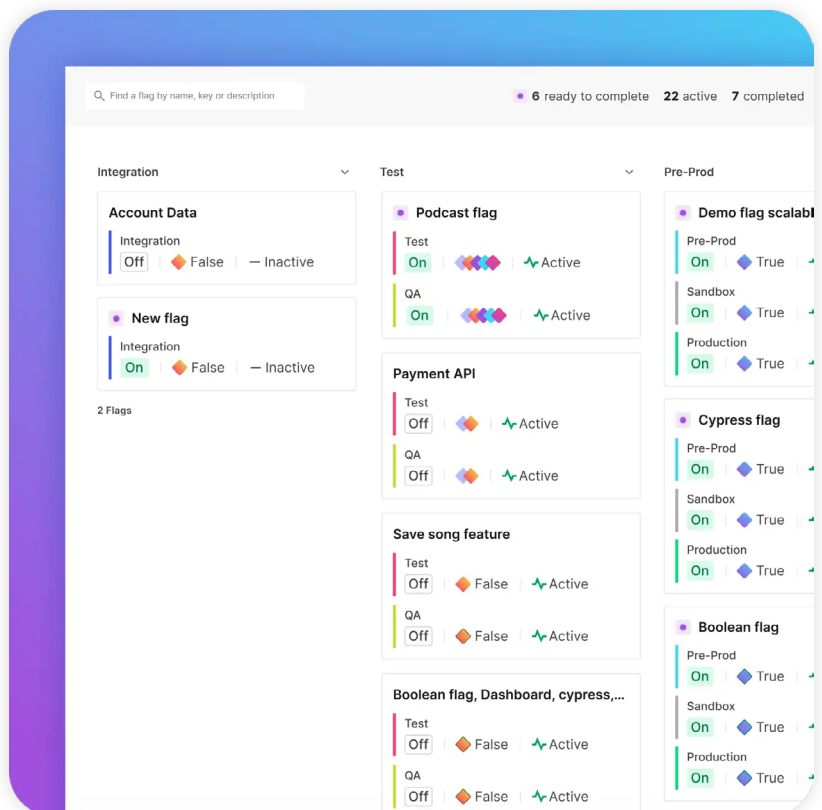 Find a flag by name, key or description
6 ready to complete 22 active 7 completed
Integration
Account Data
Integration
Off False — Inactive
New flag
Integration
On False — Inactive
2 Flags
Test
Podcast flag
Test
On Active
QA
On Active
Payment API
Test
Off Active
QA
Off Active
Save song feature
Test
Off False Active
QA
Off False Active
Boolean flag, Dashboard, cypress,...
Test
Off False Active
QA
Off False Active
Pre-Prod
Demo flag
Pre-Prod
On True
Sandbox
On True
Production
On True
Cypress flag
Pre-Prod
On True
Sandbox
On True
Production
On True
Boolean flag
Pre-Prod
On True
Sandbox
On True
Production
On True